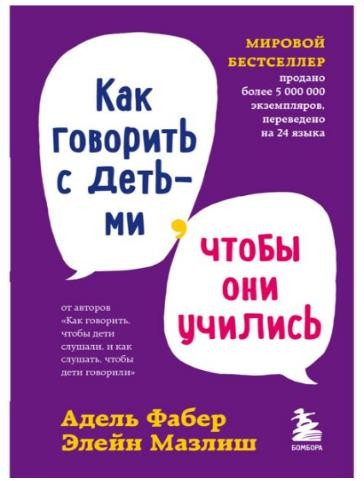 МИРОВОЙ
БЕСТСЕЛЛЕР
продано
более 5 000 000
экземпляров,
переведено
на 24 языка
Как
говорить
с деть-
ми,
чтобы
они
учились
от авторов
«Как говорить,
чтобы дети
слушали, и как
слушать, чтобы
дети говорили»
Адель Фабер
Элейн Мазлиш
БОМБОРА